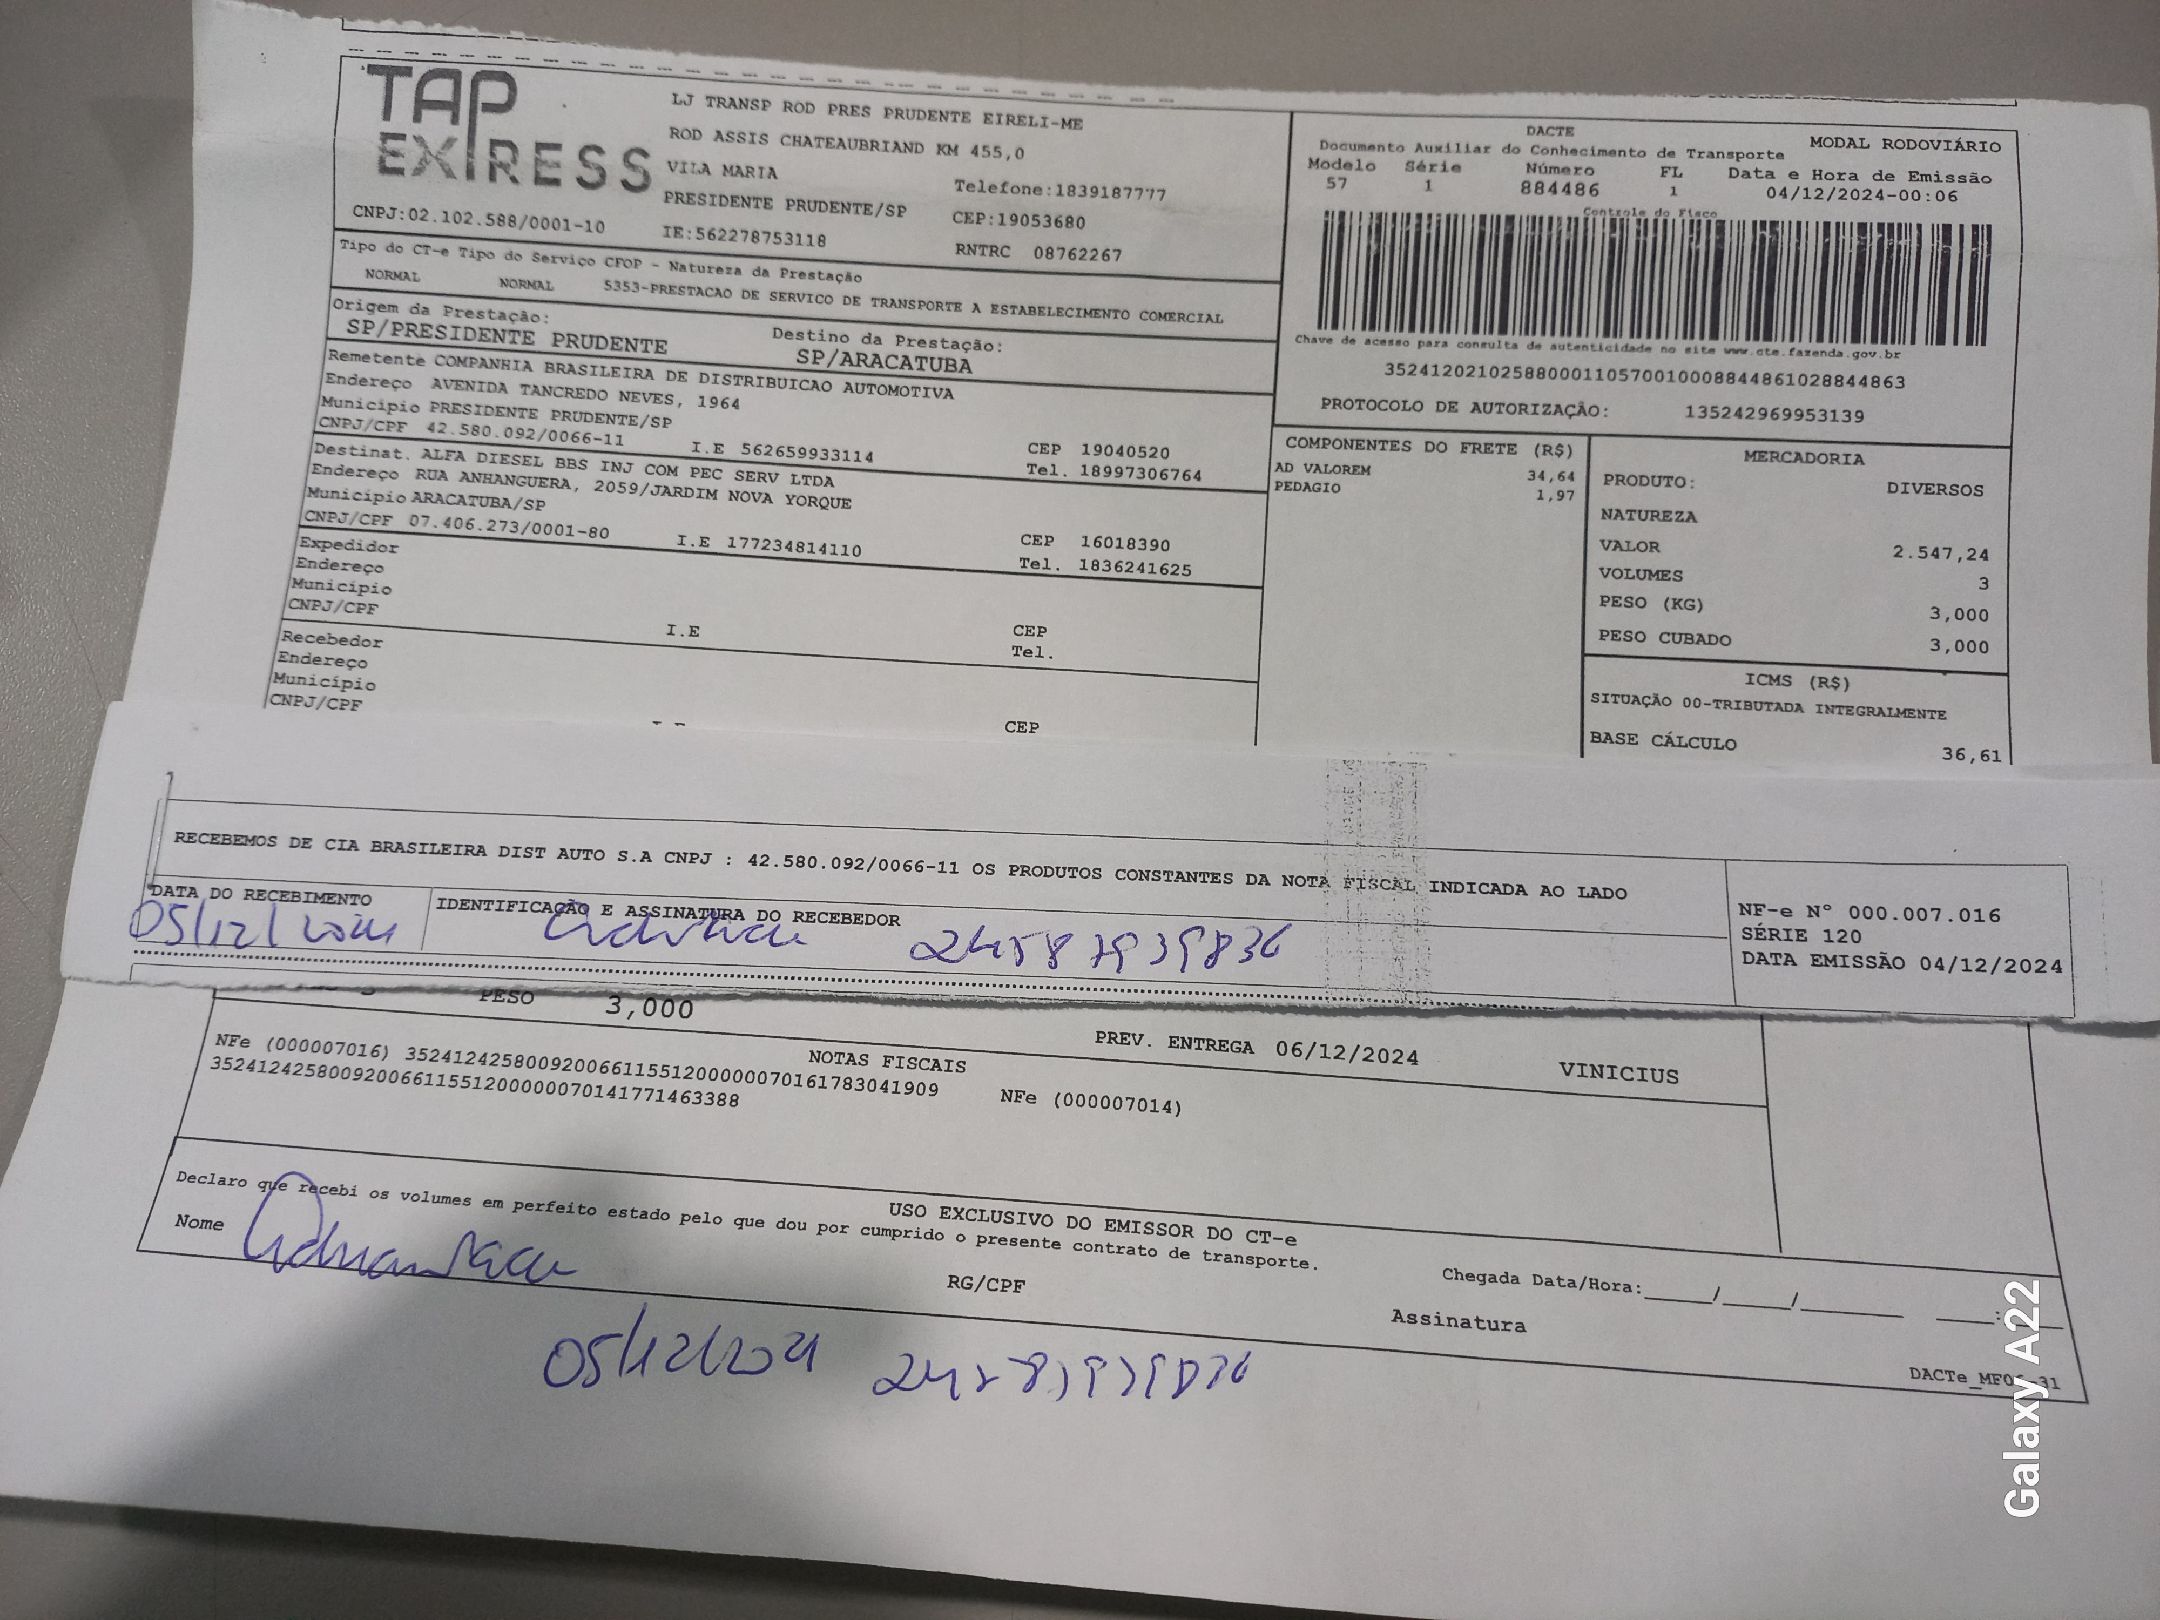 TAP EXPRESS
LJ TRANSP ROD PRES PRUDENTE EIRELI-ME
ROD ASSIS CHATEAUBRIAND KM 455,0
VILA MARIA
Telefone:1839187777
PRESIDENTE PRUDENTE/SP CEP:19053680
CNPJ:02.102.588/0001-10 IE:562278753118 RNTRC 08762267
Tipo do CT-e Tipo do Serviço CFOP - Natureza da Prestação
NORMAL NORMAL 5353-PRESTACAO DE SERVICO DE TRANSPORTE A ESTABELECIMENTO COMERCIAL
Origem da Prestação: Destino da Prestação:
SP/PRESIDENTE PRUDENTE SP/ARACATUBA
Remetente COMPANHIA BRASILEIRA DE DISTRIBUICAO AUTOMOTIVA
Endereço AVENIDA TANCREDO NEVES, 1964
Município PRESIDENTE PRUDENTE/SP CEP 19040520
CNPJ/CPF 42.580.092/0066-11 I.E 562659933114 Tel. 18997306764
Destinat. ALFA DIESEL BBS INJ COM PEC SERV LTDA
Endereço RUA ANHANGUERA, 2059/JARDIM NOVA YORQUE
Município ARACATUBA/SP CEP 16018390
CNPJ/CPF 07.406.273/0001-80 I.E 177234814110 Tel. 1836241625
Expedidor
Endereço
Município CEP
CNPJ/CPF I.E Tel.
Recebedor
Endereço
Município CEP
CNPJ/CPF
DACTE MODAL RODOVIÁRIO
Documento Auxiliar do Conhecimento de Transporte
Modelo Série Número FL Data e Hora de Emissão
57 1 884486 1 04/12/2024-00:06
Controle do Fisco
Chave de acesso para consulta de autenticidade no site www.cte.fazenda.gov.br
35241202102588000110570010008844861028844863
PROTOCOLO DE AUTORIZAÇÃO: 135242969953139
COMPONENTES DO FRETE (R$)
AD VALOREM 34,64
PEDAGIO 1,97
MERCADORIA
PRODUTO: DIVERSOS
NATUREZA
VALOR 2.547,24
VOLUMES 3
PESO (KG) 3,000
PESO CUBADO 3,000
ICMS (R$)
SITUAÇÃO 00-TRIBUTADA INTEGRALMENTE
BASE CÁLCULO 36,61
RECEBEMOS DE CIA BRASILEIRA DIST AUTO S.A CNPJ : 42.580.092/0066-11 OS PRODUTOS CONSTANTES DA NOTA FISCAL INDICADA AO LADO
DATA DO RECEBIMENTO IDENTIFICAÇÃO E ASSINATURA DO RECEBEDOR
05/12/2024
NF-e N° 000.007.016
SÉRIE 120
DATA EMISSÃO 04/12/2024
PESO 3,000
PREV. ENTREGA 06/12/2024 VINICIUS
NOTAS FISCAIS
NFe (000007016) 35241242580092006611551200000070161783041909 NFe (000007014)
35241242580092006611551200000070141771463388
USO EXCLUSIVO DO EMISSOR DO CT-e
Declaro que recebi os volumes em perfeito estado pelo que dou por cumprido o presente contrato de transporte.
Nome RG/CPF Chegada Data/Hora:_____/_____/_______ ____:____
Assinatura
05/12/2024
Galaxy A22